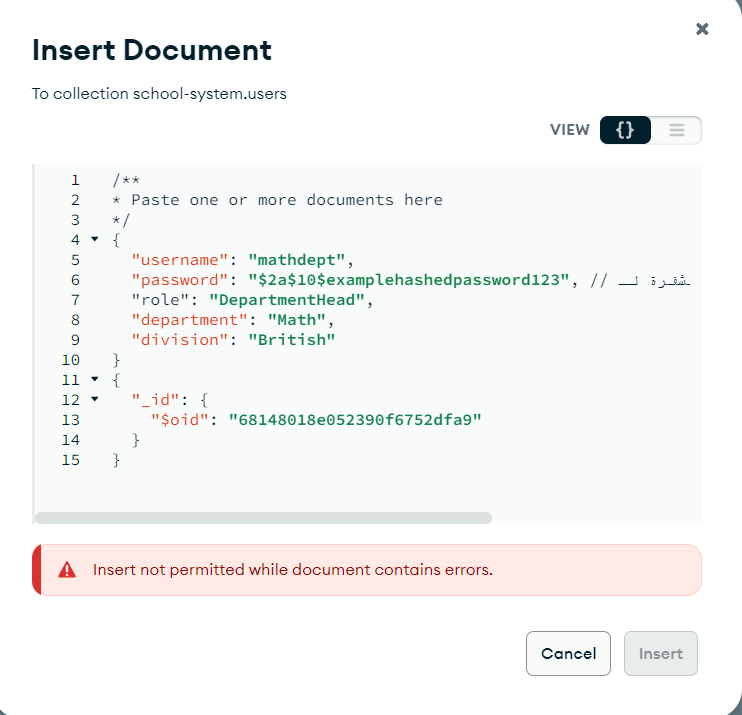 Insert Document
To collection school-system.users
VIEW {}
1 /**
2 * Paste one or more documents here
3 */
4 {
5 "username": "mathdept",
6 "password": "$2a$10$examplehashedpassword123", // شفرة لـ
7 "role": "DepartmentHead",
8 "department": "Math",
9 "division": "British"
10 }
11 {
12 "_id": {
13 "$oid": "68148018e052390f6752dfa9"
14 }
15 }
Insert not permitted while document contains errors.
Cancel Insert